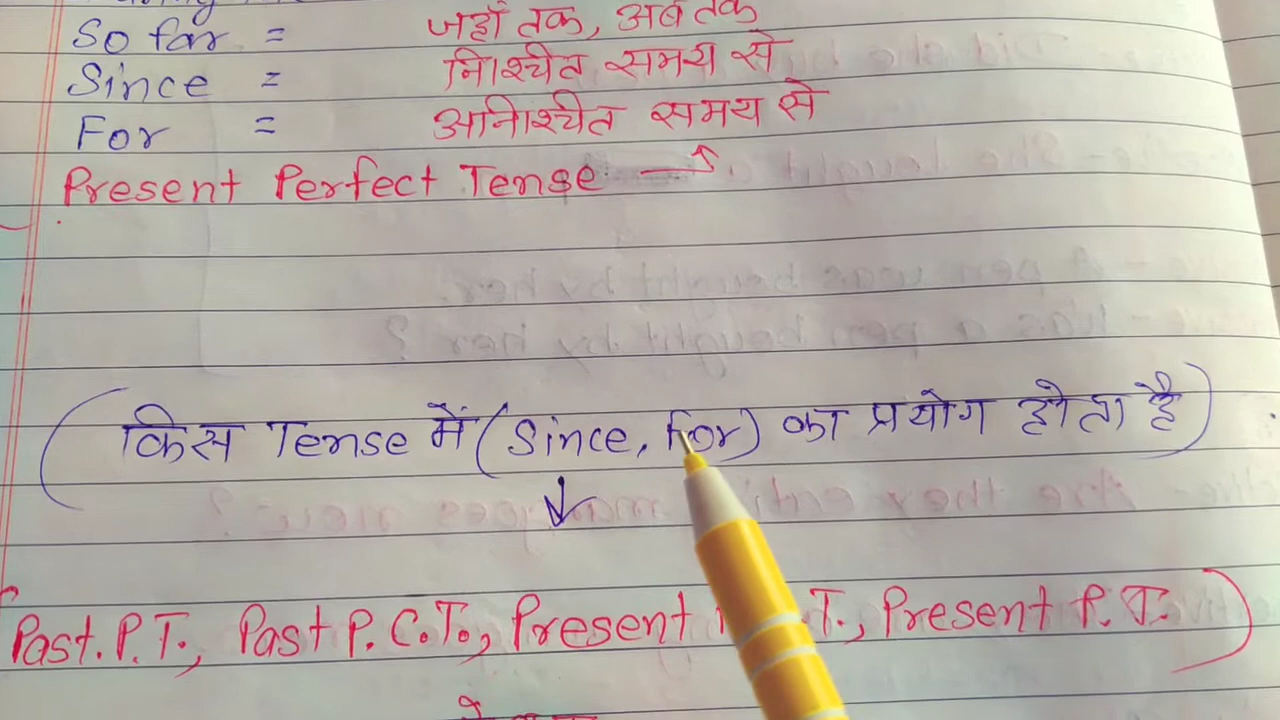 So far = जहाँ तक, अब तक
Since = निश्चीत समय से
For = अनिश्चीत समय से
Present Perfect Tense →
(किस Tense में (Since, For) का प्रयोग होता है)
↓
Past. P.T., Past P.C.T., Present T., Present P.T.)